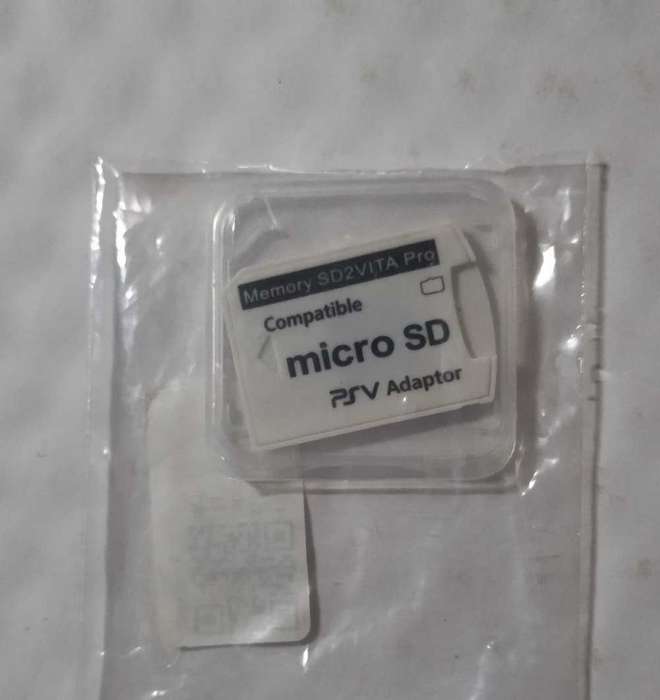 Memory SD2VITA Pro
Compatible
micro SD
PSV Adaptor